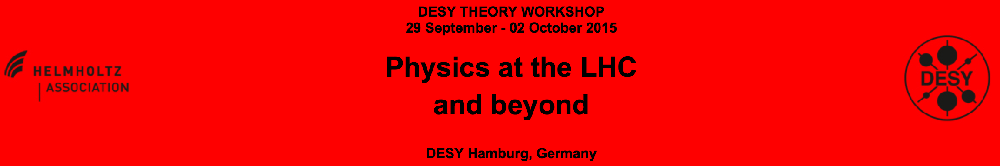 DESY THEORY WORKSHOP
29 September - 02 October 2015
Physics at the LHC
and beyond
DESY Hamburg, Germany
HELMHOLTZ
ASSOCIATION
DESY